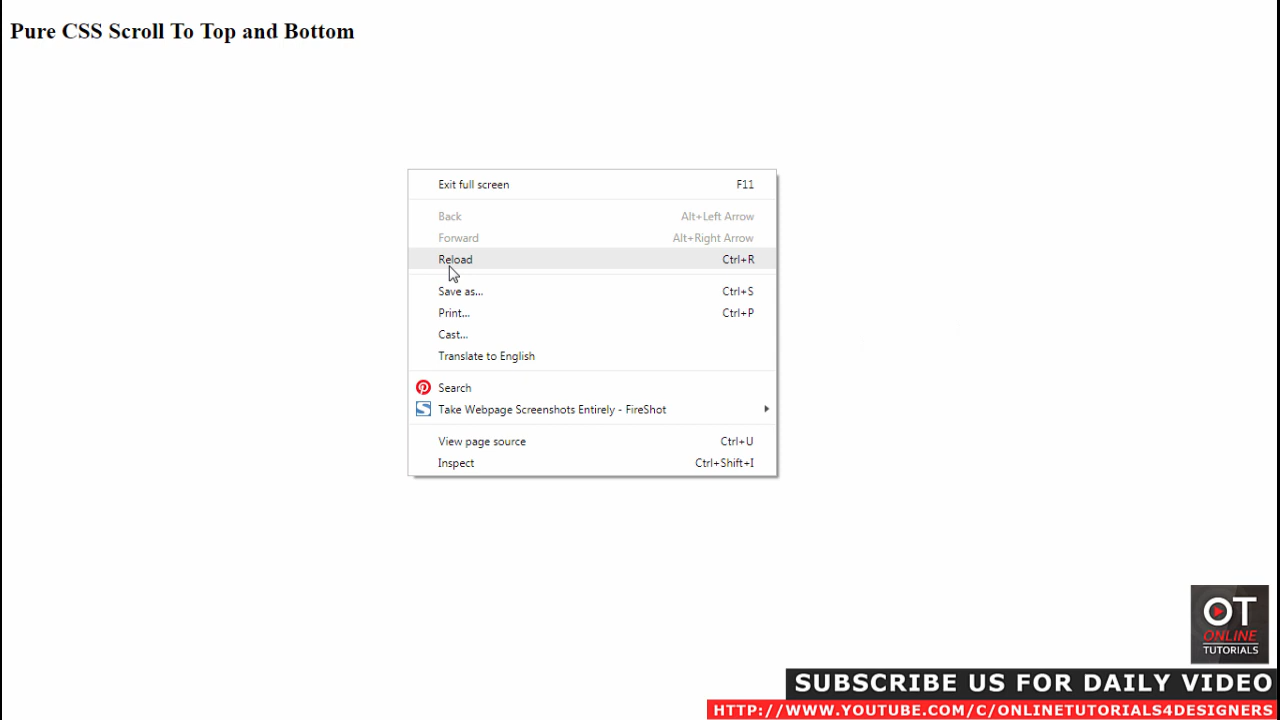 Pure CSS Scroll To Top and Bottom
Exit full screen F11
Back Alt+Left Arrow
Forward Alt+Right Arrow
Reload Ctrl+R
Save as... Ctrl+S
Print... Ctrl+P
Cast...
Translate to English
Search
Take Webpage Screenshots Entirely - FireShot
View page source Ctrl+U
Inspect Ctrl+Shift+I
OT
ONLINE
TUTORIALS
SUBSCRIBE US FOR DAILY VIDEO
HTTP://WWW.YOUTUBE.COM/C/ONLINETUTORIALS4DESIGNERS